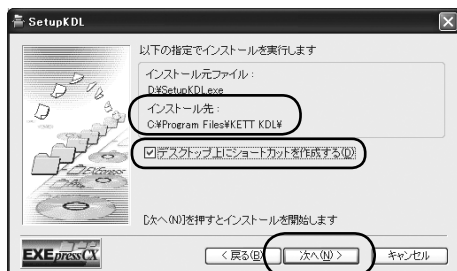 SetupKDL
以下の指定でインストールを実行します
インストール元ファイル：
D:¥SetupKDL.exe
インストール先：
C:¥Program Files¥KETT KDL¥
デスクトップ上にショートカットを作成する(D)
[次へ(N)]を押すとインストールを開始します
EXEpressCX
< 戻る(B)
次へ(N) >
キャンセル